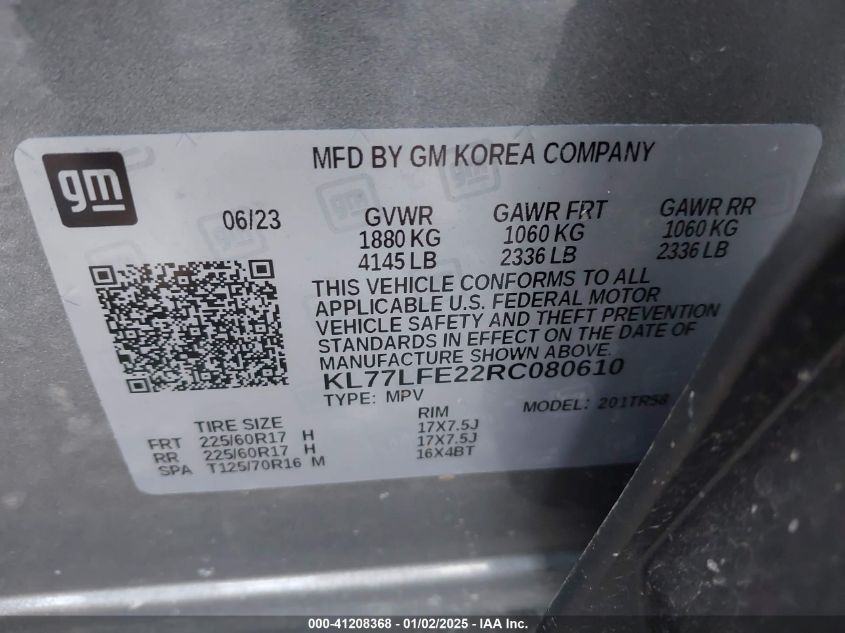 gm
MFD BY GM KOREA COMPANY
06/23
GVWR GAWR FRT GAWR RR
1880 KG 1060 KG 1060 KG
4145 LB 2336 LB 2336 LB
THIS VEHICLE CONFORMS TO ALL
APPLICABLE U.S. FEDERAL MOTOR
VEHICLE SAFETY AND THEFT PREVENTION
STANDARDS IN EFFECT ON THE DATE OF
MANUFACTURE SHOWN ABOVE.
KL77LFE22RC080610
TYPE: MPV MODEL: 201TR58
TIRE SIZE RIM
FRT 225/60R17 H 17X7.5J
RR 225/60R17 H 17X7.5J
SPA T125/70R16 M 16X4BT
000-41208368 - 01/02/2025 - IAA Inc.